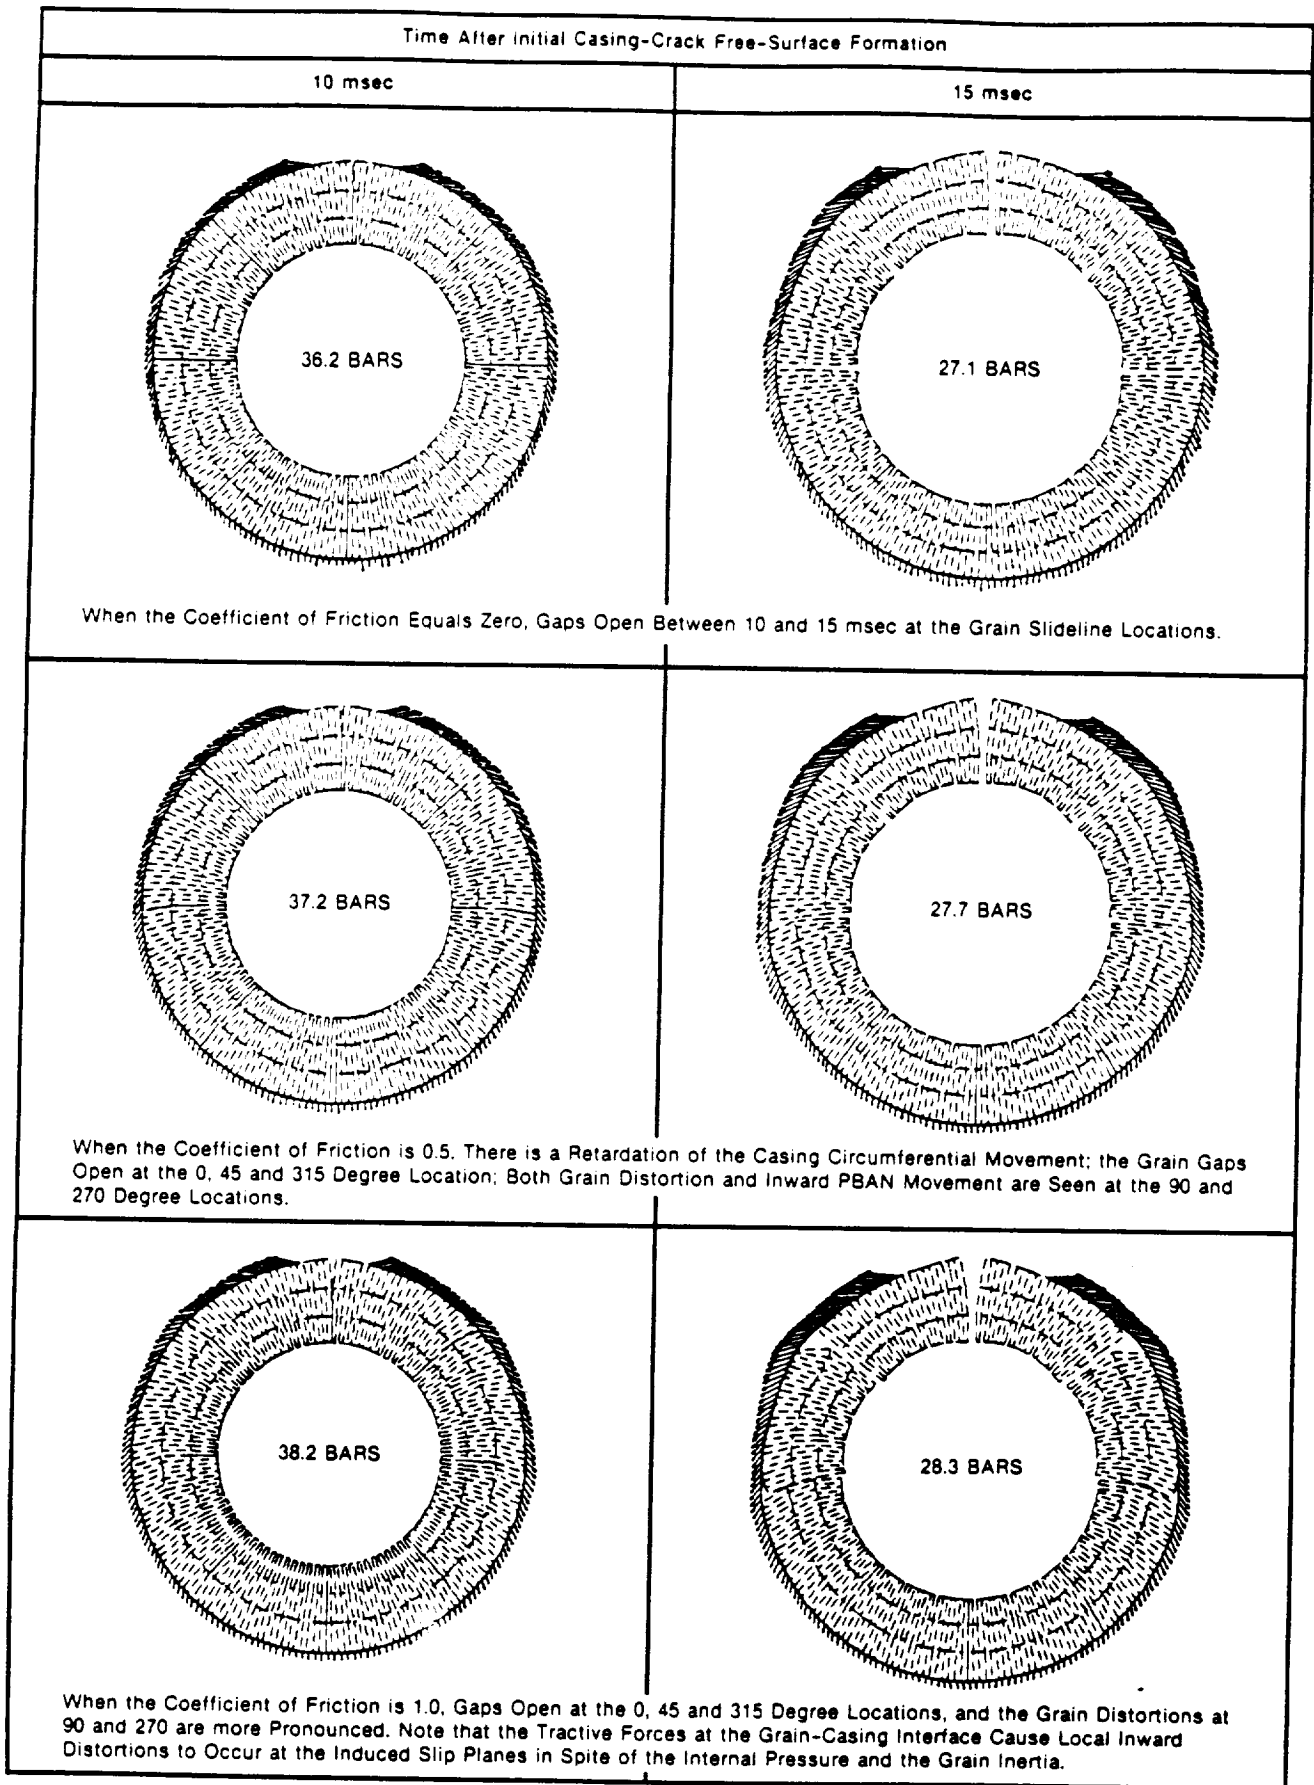 Time After Initial Casing-Crack Free-Surface Formation
10 msec
15 msec
36.2 BARS
27.1 BARS
When the Coefficient of Friction Equals Zero, Gaps Open Between 10 and 15 msec at the Grain Slideline Locations.
37.2 BARS
27.7 BARS
When the Coefficient of Friction is 0.5. There is a Retardation of the Casing Circumferential Movement; the Grain Gaps
Open at the 0, 45 and 315 Degree Location; Both Grain Distortion and Inward PBAN Movement are Seen at the 90 and
270 Degree Locations.
38.2 BARS
28.3 BARS
When the Coefficient of Friction is 1.0, Gaps Open at the 0, 45 and 315 Degree Locations, and the Grain Distortions at
90 and 270 are more Pronounced. Note that the Tractive Forces at the Grain-Casing Interface Cause Local Inward
Distortions to Occur at the Induced Slip Planes in Spite of the Internal Pressure and the Grain Inertia.